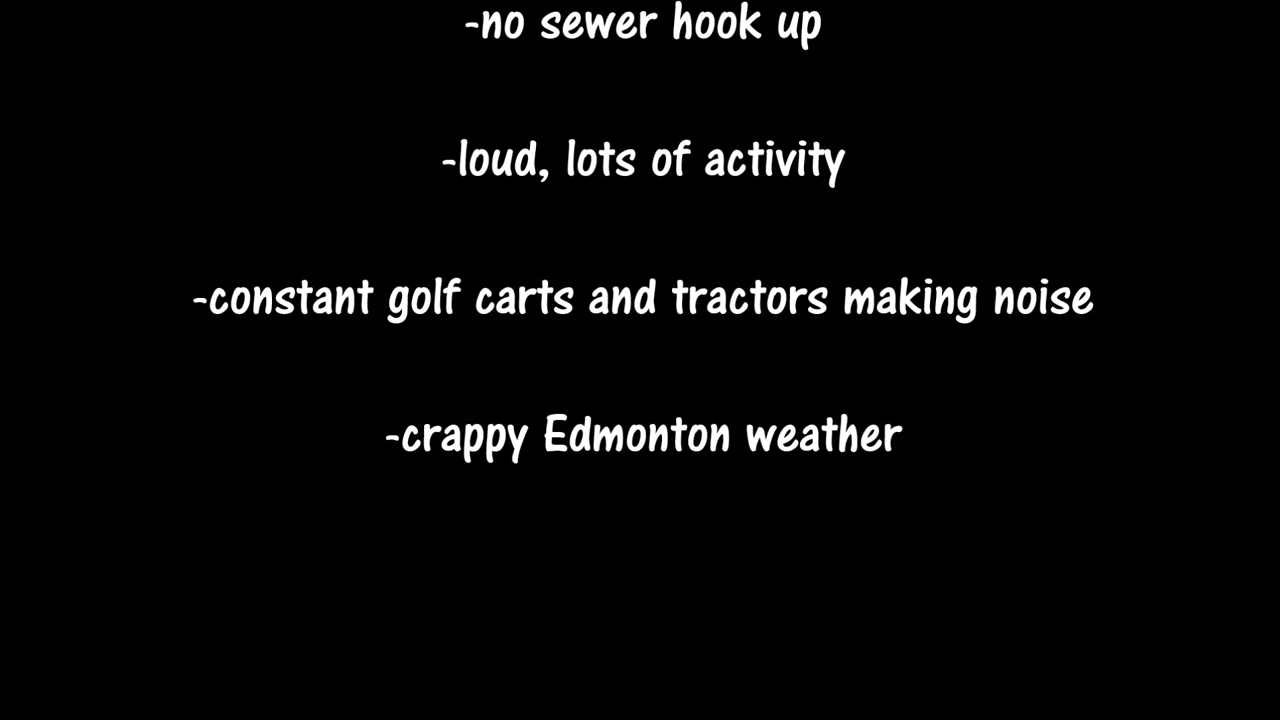 -no sewer hook up
-loud, lots of activity
-constant golf carts and tractors making noise
-crappy Edmonton weather